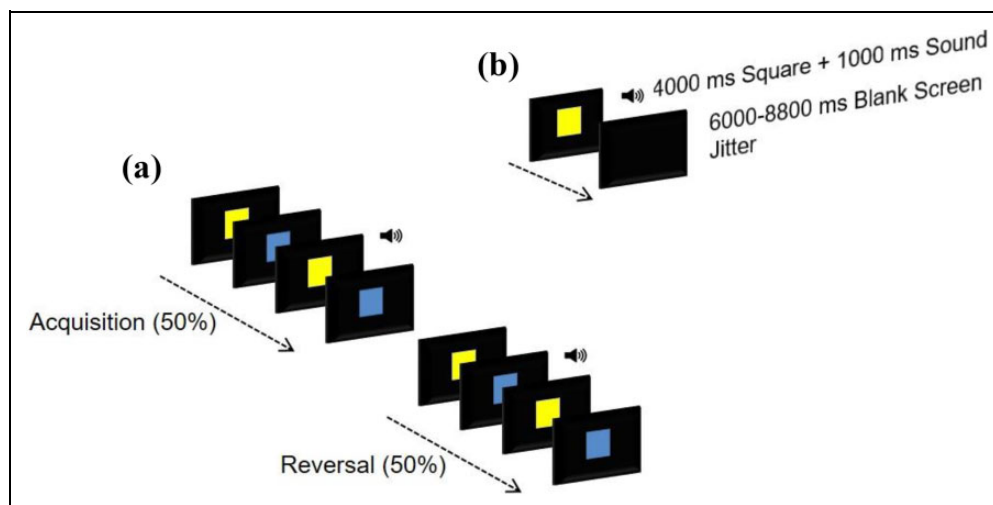 (b)
4000 ms Square + 1000 ms Sound
6000-8800 ms Blank Screen
Jitter
(a)
Acquisition (50%)
Reversal (50%)